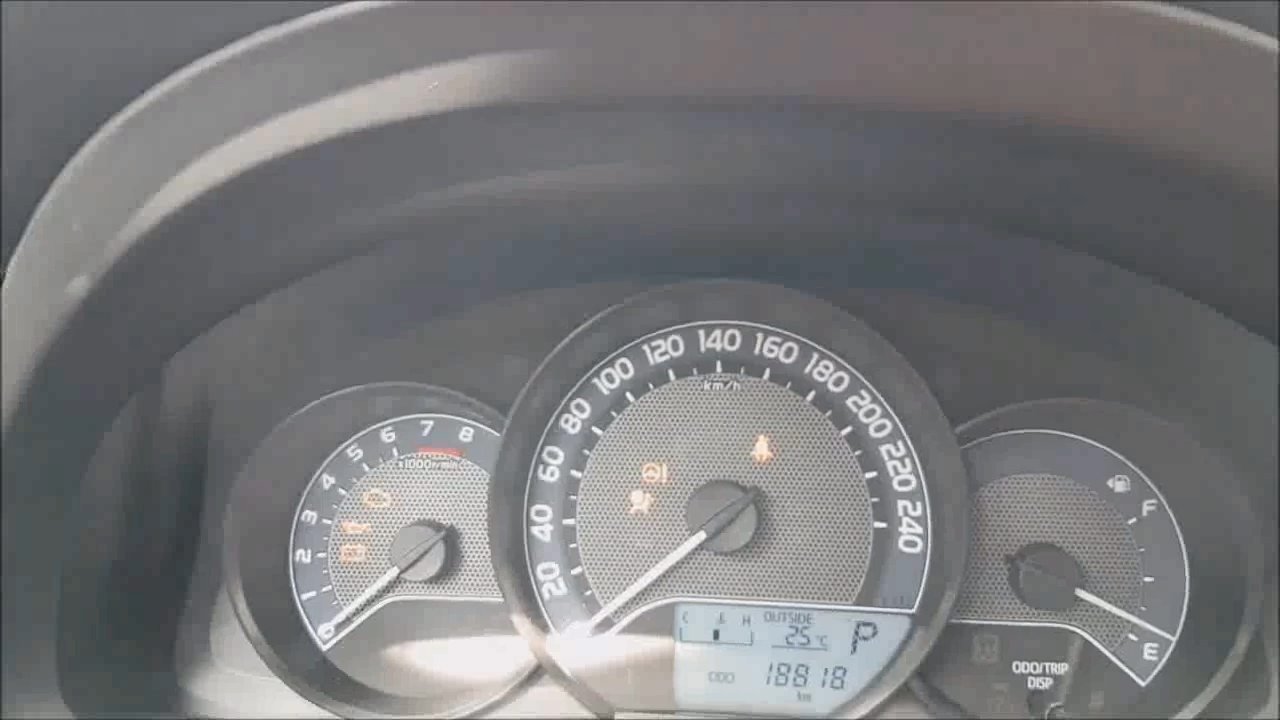 0 1 2 3 4 5 6 7 8
x1000r/min
20 40 60 80 100 120 140 160 180 200 220 240
km/h
F
E
C H
OUTSIDE
25 °C
P
ODO 18818
km
ODO/TRIP
DISP